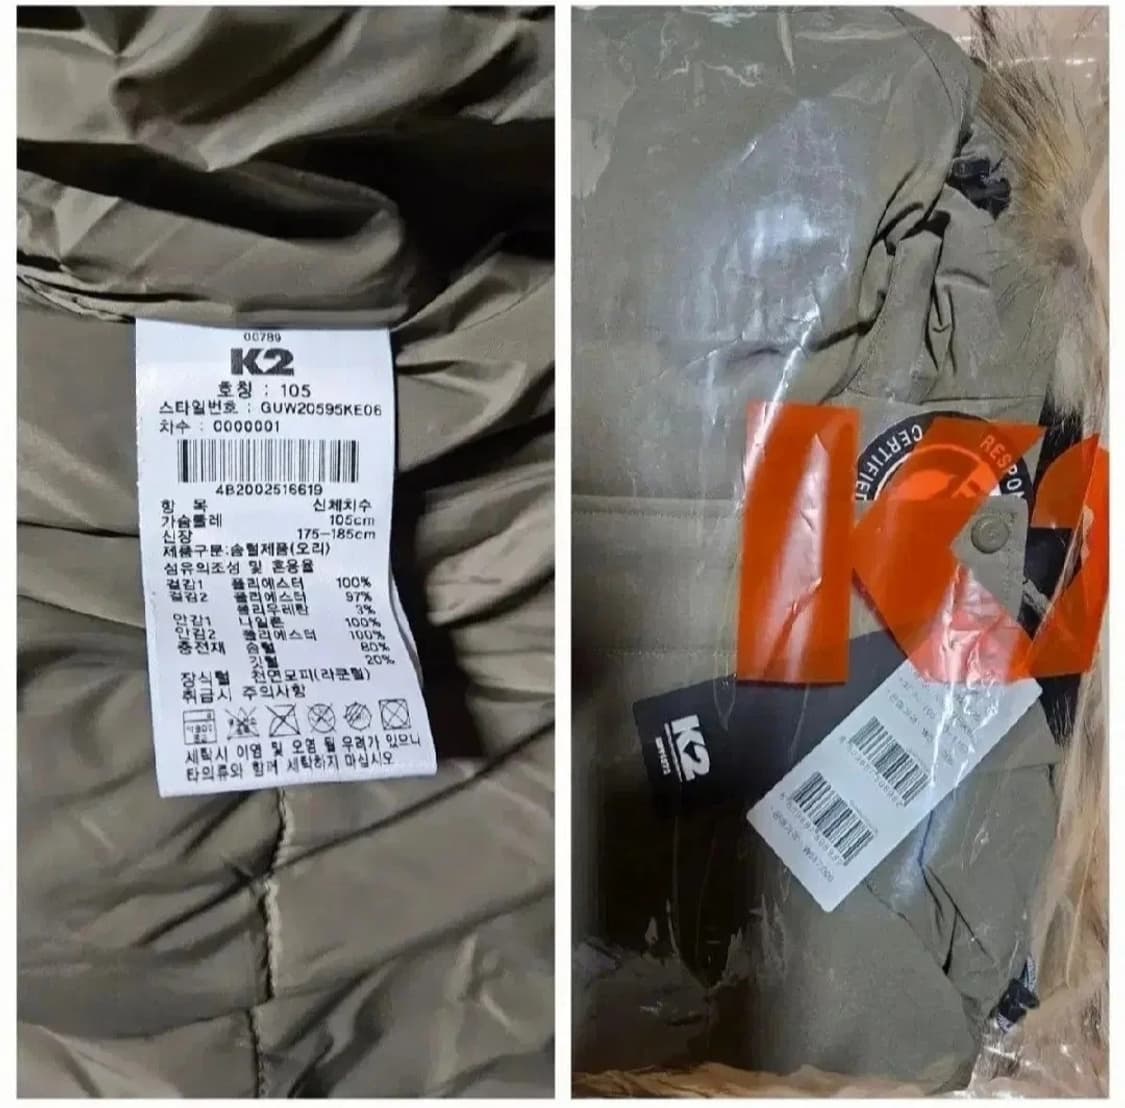 00789
K2
호칭 : 105
스타일번호 : GUW20595KE06
차수 : 0000001
4B2002516619
항 목 신체치수
가슴둘레 105cm
신장 175-185cm
제품구분:솜털제품(오리)
섬유의조성 및 혼용율
겉감1 폴리에스터 100%
겉감2 폴리에스터 97%
폴리우레탄 3%
안감1 나일론 100%
안감2 폴리에스터 100%
충전재 솜털 80%
깃털 20%
장식털 천연모피(라쿤털)
취급시 주의사항
세탁시 이염 및 오염 될 우려가 있으니
타의류와 함께 세탁하지 마십시오
CERTIFIED
RESPO
K2
K2